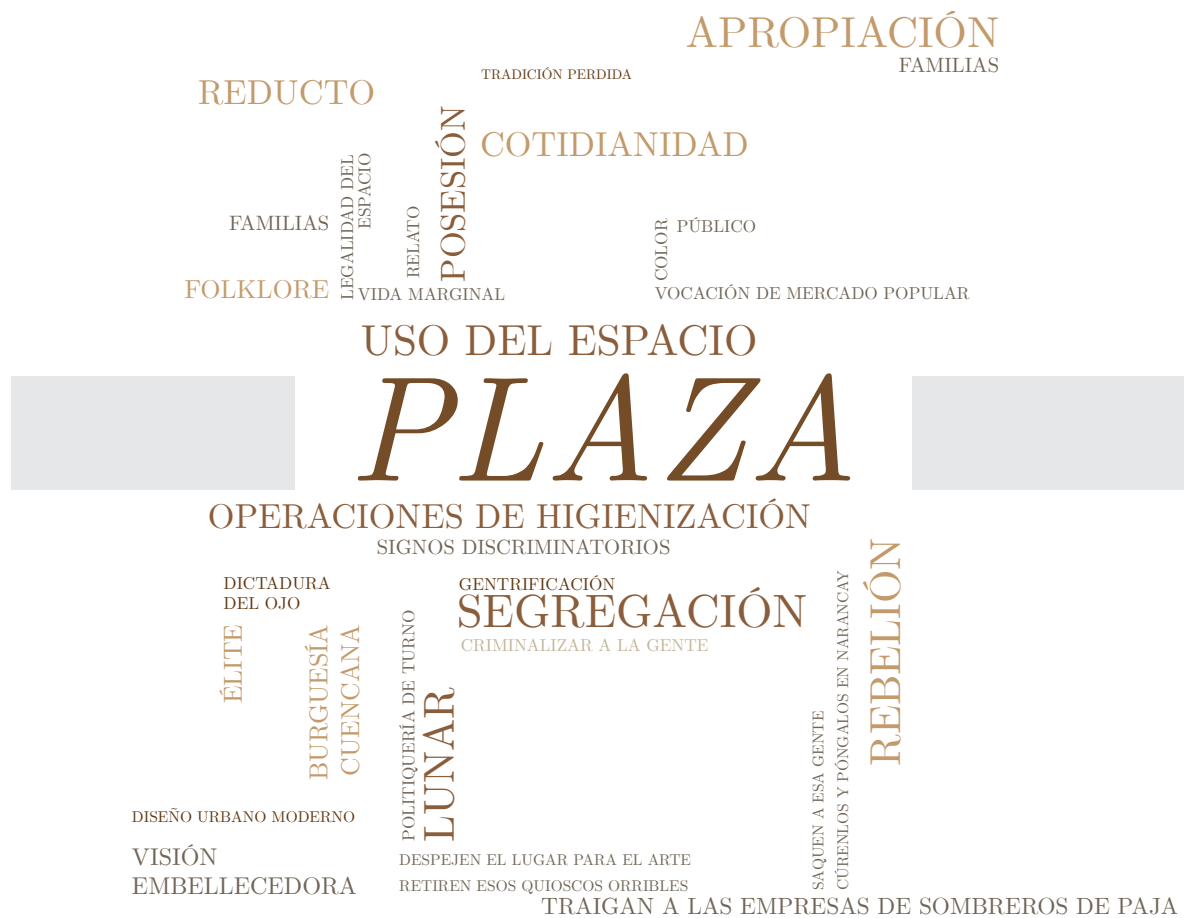 APROPIACIÓN
FAMILIAS
TRADICIÓN PERDIDA
REDUCTO
POSESIÓN
COTIDIANIDAD
LEGALIDAD DEL
ESPACIO
FAMILIAS
RELATO
COLOR
PÚBLICO
FOLKLORE
VIDA MARGINAL
VOCACIÓN DE MERCADO POPULAR
USO DEL ESPACIO
PLAZA
OPERACIONES DE HIGIENIZACIÓN
SIGNOS DISCRIMINATORIOS
DICTADURA
DEL OJO
GENTRIFICACIÓN
SEGREGACIÓN
CRIMINALIZAR A LA GENTE
ÉLITE
BURGUESÍA
CUENCANA
POLITIQUERÍA DE TURNO
LUNAR
SAQUEN A ESA GENTE
CÚRENLOS Y PÓNGALOS EN NARANCAY
REBELIÓN
DISEÑO URBANO MODERNO
VISIÓN
EMBELLECEDORA
DESPEJEN EL LUGAR PARA EL ARTE
RETIREN ESOS QUIOSCOS ORRIBLES
TRAIGAN A LAS EMPRESAS DE SOMBREROS DE PAJA